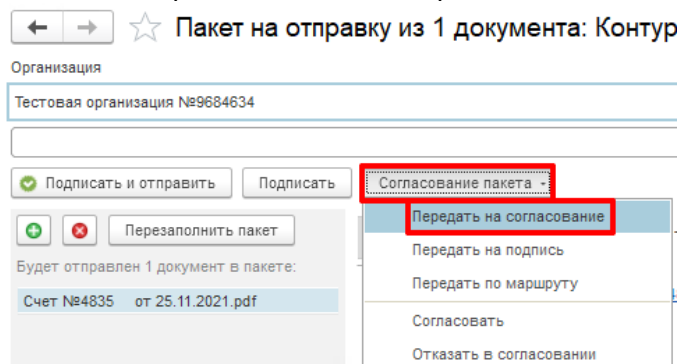 Пакет на отправку из 1 документа: Контур
Организация
Тестовая организация №9684634
Подписать и отправить Подписать Согласование пакета
Передать на согласование
Перезаполнить пакет
Передать на подпись
Будет отправлен 1 документ в пакете:
Передать по маршруту
Счет №4835 от 25.11.2021.pdf
Согласовать
Отказать в согласовании